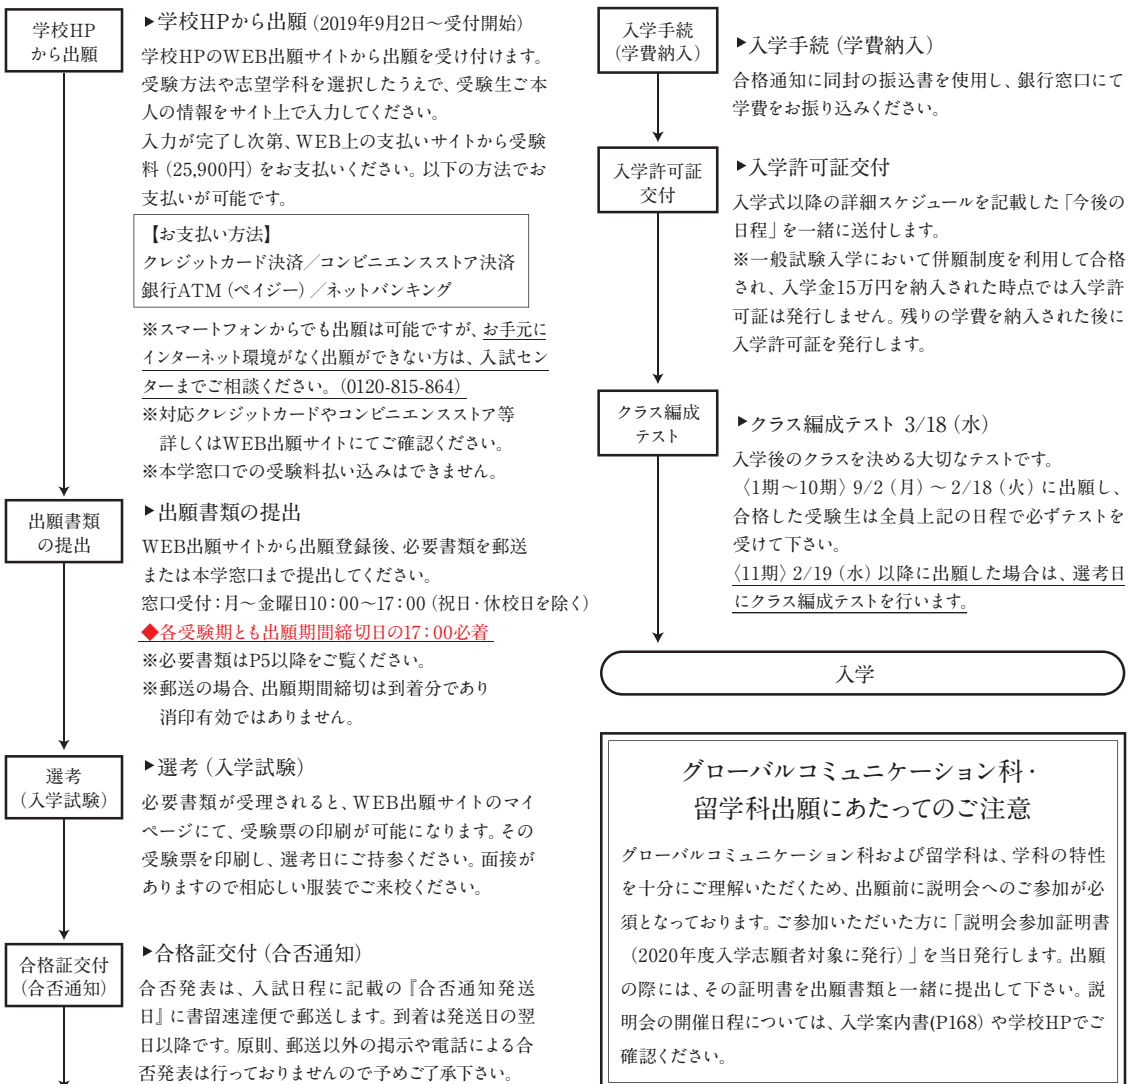 学校HP
から出願
▶学校HPから出願（2019年9月2日～受付開始）
学校HPのWEB出願サイトから出願を受け付けます。
受験方法や志望学科を選択したうえで、受験生ご本
人の情報をサイト上で入力してください。
入力が完了し次第、WEB上の支払いサイトから受験
料（25,900円）をお支払いください。以下の方法でお
支払いが可能です。
【お支払い方法】
クレジットカード決済／コンビニエンスストア決済
銀行ATM（ペイジー）／ネットバンキング
※スマートフォンからでも出願は可能ですが、お手元に
インターネット環境がなく出願ができない方は、入試セン
ターまでご相談ください。（0120-815-864）
※対応クレジットカードやコンビニエンスストア等
詳しくはWEB出願サイトにてご確認ください。
※本学窓口での受験料払い込みはできません。
出願書類
の提出
▶出願書類の提出
WEB出願サイトから出願登録後、必要書類を郵送
または本学窓口まで提出してください。
窓口受付：月～金曜日10：00～17：00（祝日・休校日を除く）
◆各受験期とも出願期間締切日の17：00必着
※必要書類はP5以降をご覧ください。
※郵送の場合、出願期間締切は到着分であり
消印有効ではありません。
選考
（入学試験）
▶選考（入学試験）
必要書類が受理されると、WEB出願サイトのマイ
ページにて、受験票の印刷が可能になります。その
受験票を印刷し、選考日にご持参ください。面接が
ありますので相応しい服装でご来校ください。
合格証交付
（合否通知）
▶合格証交付（合否通知）
合否発表は、入試日程に記載の『合否通知発送
日』に書留速達便で郵送します。到着は発送日の翌
日以降です。原則、郵送以外の掲示や電話による合
否発表は行っておりませんので予めご了承下さい。
入学手続
（学費納入）
▶入学手続（学費納入）
合格通知に同封の振込書を使用し、銀行窓口にて
学費をお振り込みください。
入学許可証
交付
▶入学許可証交付
入学式以降の詳細スケジュールを記載した「今後の
日程」を一緒に送付します。
※一般試験入学において併願制度を利用して合格
され、入学金15万円を納入された時点では入学許
可証は発行しません。残りの学費を納入された後に
入学許可証を発行します。
クラス編成
テスト
▶クラス編成テスト 3/18（水）
入学後のクラスを決める大切なテストです。
〈1期～10期〉9/2（月）～2/18（火）に出願し、
合格した受験生は全員上記の日程で必ずテストを
受けて下さい。
〈11期〉2/19（水）以降に出願した場合は、選考日
にクラス編成テストを行います。
入学
グローバルコミュニケーション科・
留学科出願にあたってのご注意
グローバルコミュニケーション科および留学科は、学科の特性
を十分にご理解いただくため、出願前に説明会へのご参加が必
須となっております。ご参加いただいた方に「説明会参加証明書
（2020年度入学志願者対象に発行）」を当日発行します。出願
の際には、その証明書を出願書類と一緒に提出して下さい。説
明会の開催日程については、入学案内書(P168）や学校HPでご
確認ください。